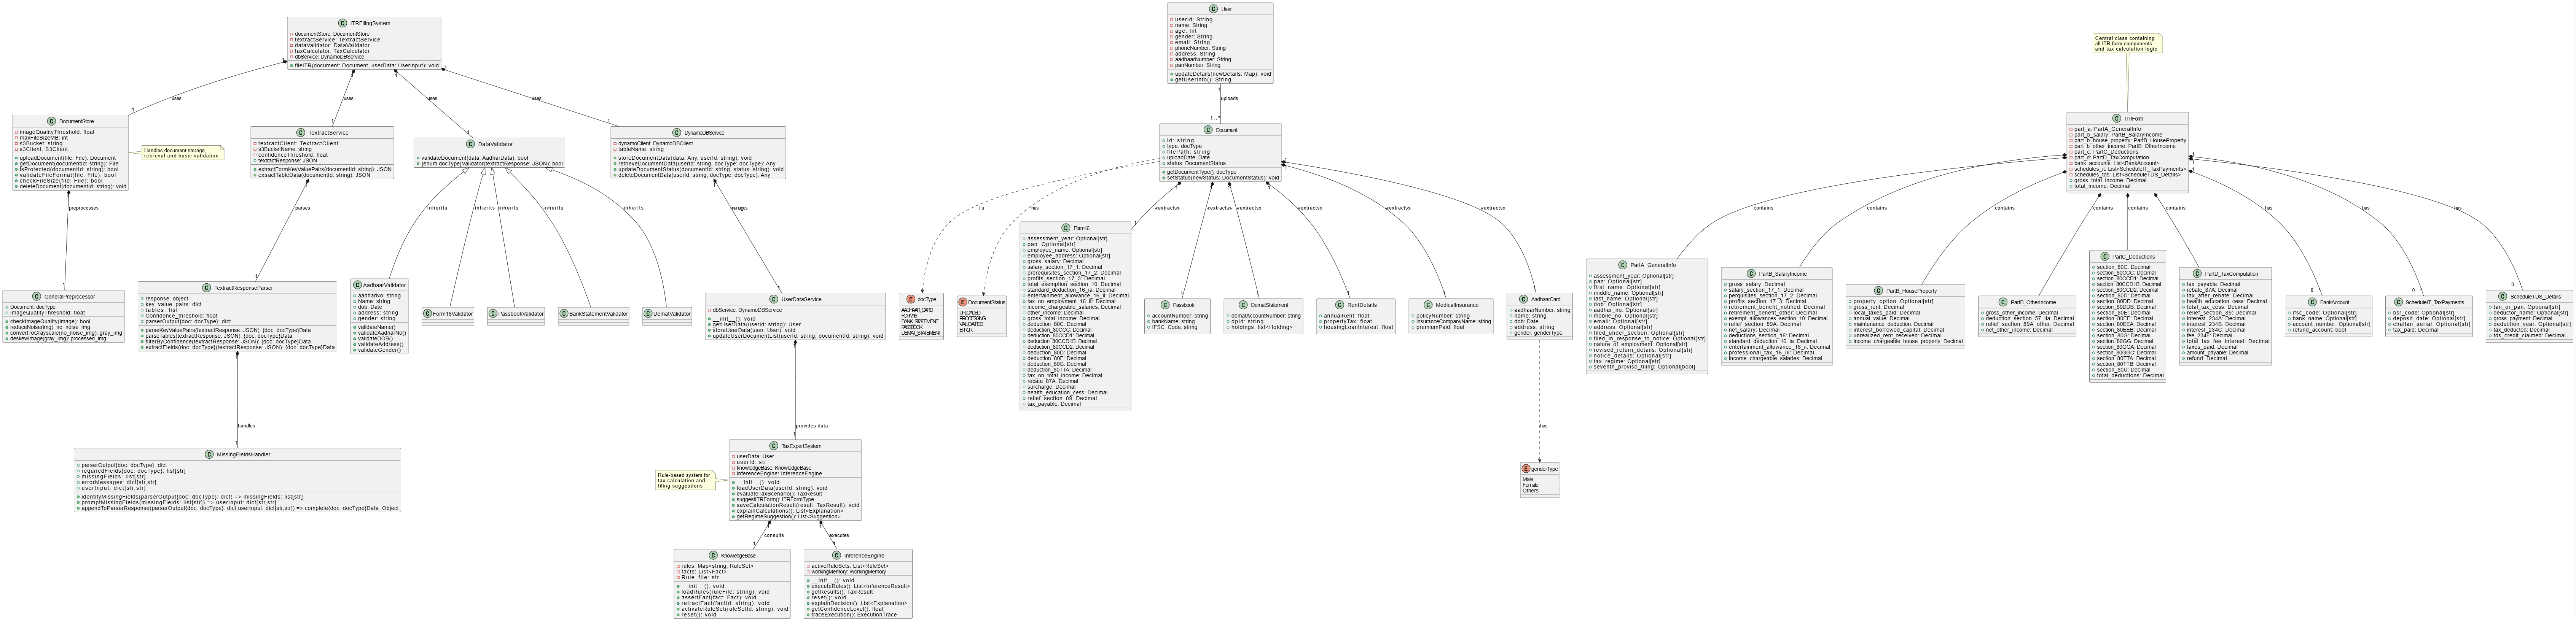 ITRFilingSystem
documentStore: DocumentStore
textractService: TextractService
dataValidator: DataValidator
taxCalculator: TaxCalculator
dbService: DynamoDBService
fileITR(document: Document, userData: UserInput): void
uses
uses
uses
uses
DocumentStore
imageQualityThreshold: float
maxFileSizeMB: int
s3Bucket: string
s3Client: S3Client
uploadDocument(file: File): Document
getDocument(documentId: string): File
isProtected(documentId: string): bool
validateFileFormat(file: File): bool
checkFileSize(file: File): bool
deleteDocument(documentId: string): void
Handles document storage,
retrieval and basic validation
TextractService
textractClient: TextractClient
s3BucketName: string
confidenceThreshold: float
textractResponse: JSON
extractFormKeyValuePairs(documentId: string): JSON
extractTableData(documentId: string): JSON
DataValidator
validateDocument(data: AadharData): bool
{enum docType}Validator(textractResponse: JSON): bool
DynamoDBService
dynamoClient: DynamoDBClient
tableName: string
storeDocumentData(data: Any, userId: string): void
retrieveDocumentData(userId: string, docType: docType): Any
updateDocumentStatus(documentId: string, status: string): void
deleteDocumentData(userId: string, docType: docType): Any
preprocesses
parses
inherits
inherits
inherits
inherits
inherits
manages
GeneralPreprocessor
Document: docType
imageQualityThreshold: float
checkImageQuality(image): bool
reduceNoise(img): no_noise_img
convertToGrayscale(no_noise_img): gray_img
deskewImage(gray_img): processed_img
TextractResponseParser
response: object
key_value_pairs: dict
tables: list
Confidence_threshold: float
parserOutput{doc: docType}: dict
parseKeyValuePairs(textractResponse: JSON): {doc: docType}Data
parseTables(textractResponse: JSON): {doc: docType}Data
filterByConfidence(textractResponse: JSON): {doc: docType}Data
extractFields{doc: docType}(textractResponse: JSON): {doc: docType}Data
AadhaarValidator
aadharNo: string
Name: string
dob: Date
address: string
gender: string
validateName()
validateAadharNo()
validateDOB()
validateAddress()
validateGender()
Form16Validator
PassbookValidator
BankStatementValidator
DematValidator
UserDataService
dbService: DynamoDBService
__init__(): void
getUserData(userId: string): User
storeUserData(user: User): void
updateUserDocumentList(userId: string, documentId: string): void
handles
provides data
MissingFieldsHandler
parserOutput{doc: docType}: dict
requiredFields{doc: docType}: list[str]
missingFields: list[str]
errorMessages: dict[str,str]
userInput: dict[str,str]
identifyMissingFields(parserOutput{doc: docType}: dict) => missingFields: list[str]
promptMissingFields(missingFields: list[str]) => userInput: dict[str,str]
appendToParserResponse(parserOutput{doc: docType}: dict,userInput: dict[str,str]) => complete{doc: docType}Data: Object
Rule-based system for
tax calculation and
filing suggestions
TaxExpertSystem
userData: User
userId: str
knowledgeBase: KnowledgeBase
inferenceEngine: InferenceEngine
__init__(): void
loadUserData(userId: string): void
evaluateTaxScenario(): TaxResult
suggestITRForm(): ITRFormType
saveCalculationResult(result: TaxResult): void
explainCalculations(): List<Explanation>
getRegimeSuggestion(): List<Suggestion>
consults
executes
KnowledgeBase
rules: Map<string, RuleSet>
facts: List<Fact>
Rule_file: str
__init__(): void
loadRules(ruleFile: string): void
assertFact(fact: Fact): void
retractFact(factId: string): void
activateRuleSet(ruleSetId: string): void
reset(): void
InferenceEngine
activeRuleSets: List<RuleSet>
workingMemory: WorkingMemory
__init__(): void
executeRules(): List<InferenceResult>
getResults(): TaxResult
reset(): void
explainDecision(): List<Explanation>
getConfidenceLevel(): float
traceExecution(): ExecutionTrace
User
userId: String
name: String
age: Int
gender: String
email: String
phoneNumber: String
address: String
aadhaarNumber: String
panNumber: String
updateDetails(newDetails: Map): void
getUserInfo(): String
1
uploads
1..*
Document
id: string
type: docType
filePath: string
uploadDate: Date
status: DocumentStatus
getDocumentType(): docType
setStatus(newStatus: DocumentStatus): void
is
has
«extracts»
«extracts»
«extracts»
«extracts»
«extracts»
«extracts»
docType
AADHAR_CARD
FORM16
BANK_STATEMENT
PASSBOOK
DEMAT_STATEMENT
DocumentStatus
UPLOADED
PROCESSING
VALIDATED
ERROR
Form16
assessment_year: Optional[str]
pan: Optional[str]
employee_name: Optional[str]
employee_address: Optional[str]
gross_salary: Decimal
salary_section_17_1: Decimal
prerequisites_section_17_2: Decimal
profits_section_17_3: Decimal
total_exemption_section_10: Decimal
standard_deduction_16_ia: Decimal
entertainment_allowance_16_ii: Decimal
tax_on_employment_16_iii: Decimal
income_chargeable_salaries: Decimal
other_income: Decimal
gross_total_income: Decimal
deduction_80C: Decimal
deduction_80CCC: Decimal
deduction_80CCD1: Decimal
deduction_80CCD1B: Decimal
deduction_80CCD2: Decimal
deduction_80D: Decimal
deduction_80E: Decimal
deduction_80G: Decimal
deduction_80TTA: Decimal
tax_on_total_income: Decimal
rebate_87A: Decimal
surcharge: Decimal
health_education_cess: Decimal
relief_section_89: Decimal
tax_payable: Decimal
Passbook
accountNumber: string
bankName: string
IFSC_Code: string
DematStatement
dematAccountNumber: string
dpId: string
holdings: list<Holding>
RentDetails
annualRent: float
propertyTax: float
housingLoanInterest: float
MedicalInsurance
policyNumber: string
insuranceCompanyName: string
premiumPaid: float
AadhaarCard
aadhaarNumber: string
name: string
dob: Date
address: string
gender: genderType
has
genderType
Male
Female
Others
Central class containing
all ITR form components
and tax calculation logic
ITRForm
part_a: PartA_GeneralInfo
part_b_salary: PartB_SalaryIncome
part_b_house_property: PartB_HouseProperty
part_b_other_income: PartB_OtherIncome
part_c: PartC_Deductions
part_d: PartD_TaxComputation
bank_accounts: List<BankAccount>
schedules_it: List<ScheduleIT_TaxPayments>
schedules_tds: List<ScheduleTDS_Details>
gross_total_income: Decimal
total_income: Decimal
contains
contains
contains
contains
contains
contains
has
has
has
PartA_GeneralInfo
assessment_year: Optional[str]
pan: Optional[str]
first_name: Optional[str]
middle_name: Optional[str]
last_name: Optional[str]
dob: Optional[str]
aadhar_no: Optional[str]
mobile_no: Optional[str]
email: Optional[str]
address: Optional[str]
filed_under_section: Optional[str]
filed_in_response_to_notice: Optional[str]
nature_of_employment: Optional[str]
revised_return_details: Optional[str]
notice_details: Optional[str]
tax_regime: Optional[str]
seventh_proviso_filing: Optional[bool]
PartB_SalaryIncome
gross_salary: Decimal
salary_section_17_1: Decimal
perquisites_section_17_2: Decimal
profits_section_17_3: Decimal
retirement_benefit_notified: Decimal
retirement_benefit_other: Decimal
exempt_allowances_section_10: Decimal
relief_section_89A: Decimal
net_salary: Decimal
deductions_section_16: Decimal
standard_deduction_16_ia: Decimal
entertainment_allowance_16_ii: Decimal
professional_tax_16_iii: Decimal
income_chargeable_salaries: Decimal
PartB_HouseProperty
property_option: Optional[str]
gross_rent: Decimal
local_taxes_paid: Decimal
annual_value: Decimal
maintenance_deduction: Decimal
interest_borrowed_capital: Decimal
unrealized_rent_received: Decimal
income_chargeable_house_property: Decimal
PartB_OtherIncome
gross_other_income: Decimal
deduction_section_57_iia: Decimal
relief_section_89A_other: Decimal
net_other_income: Decimal
PartC_Deductions
section_80C: Decimal
section_80CCC: Decimal
section_80CCD1: Decimal
section_80CCD1B: Decimal
section_80CCD2: Decimal
section_80D: Decimal
section_80DD: Decimal
section_80DDB: Decimal
section_80E: Decimal
section_80EE: Decimal
section_80EEA: Decimal
section_80EEB: Decimal
section_80G: Decimal
section_80GG: Decimal
section_80GGA: Decimal
section_80GGC: Decimal
section_80TTA: Decimal
section_80TTB: Decimal
section_80U: Decimal
total_deductions: Decimal
PartD_TaxComputation
tax_payable: Decimal
rebate_87A: Decimal
tax_after_rebate: Decimal
health_education_cess: Decimal
total_tax_cess: Decimal
relief_section_89: Decimal
interest_234A: Decimal
interest_234B: Decimal
interest_234C: Decimal
fee_234F: Decimal
total_tax_fee_interest: Decimal
taxes_paid: Decimal
amount_payable: Decimal
refund: Decimal
BankAccount
ifsc_code: Optional[str]
bank_name: Optional[str]
account_number: Optional[str]
refund_account: bool
ScheduleIT_TaxPayments
bsr_code: Optional[str]
deposit_date: Optional[str]
challan_serial: Optional[str]
tax_paid: Decimal
ScheduleTDS_Details
tan_or_pan: Optional[str]
deductor_name: Optional[str]
gross_payment: Decimal
deduction_year: Optional[str]
tax_deducted: Decimal
tds_credit_claimed: Decimal